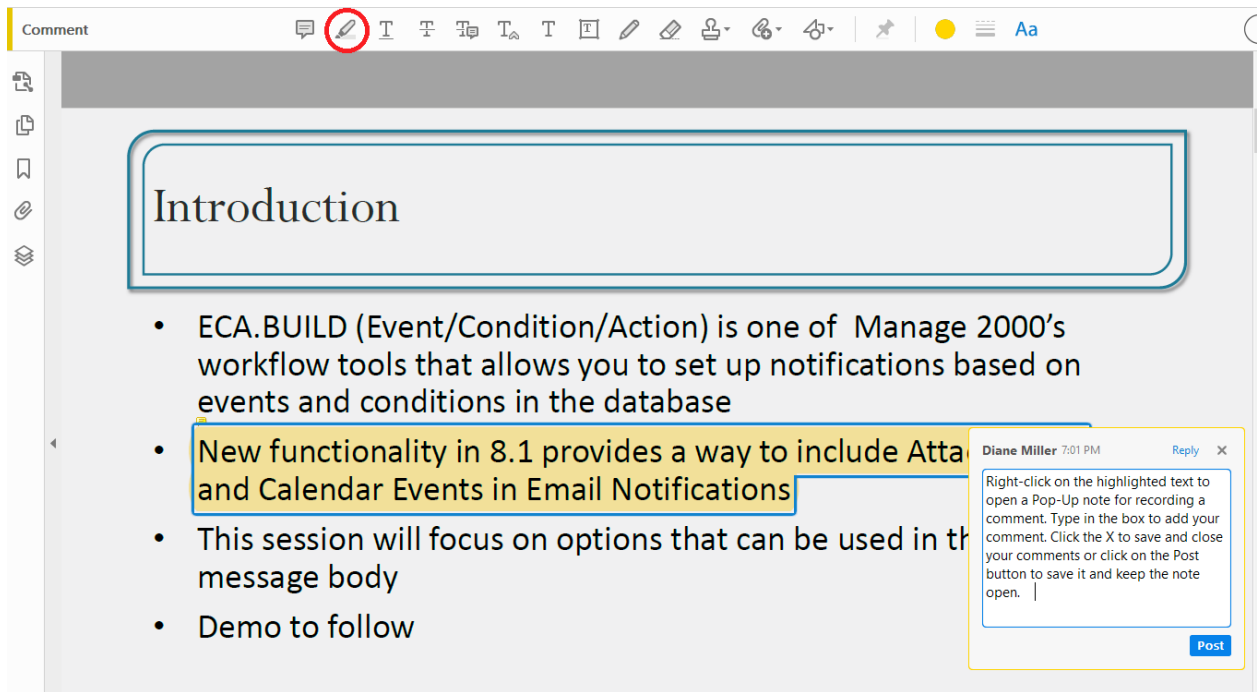 Comment
T T T T T T Aa
Introduction
• ECA.BUILD (Event/Condition/Action) is one of Manage 2000's
workflow tools that allows you to set up notifications based on
events and conditions in the database
• New functionality in 8.1 provides a way to include
and Calendar Events in Email Notifications
• This session will focus on options that can be used in
message body
• Demo to follow
Diane Miller 7:01 PM Reply X
Right-click on the highlighted text to
open a Pop-Up note for recording a
comment. Type in the box to add your
comment. Click the X to save and close
your comments or click on the Post
button to save it and keep the note
open.
Post